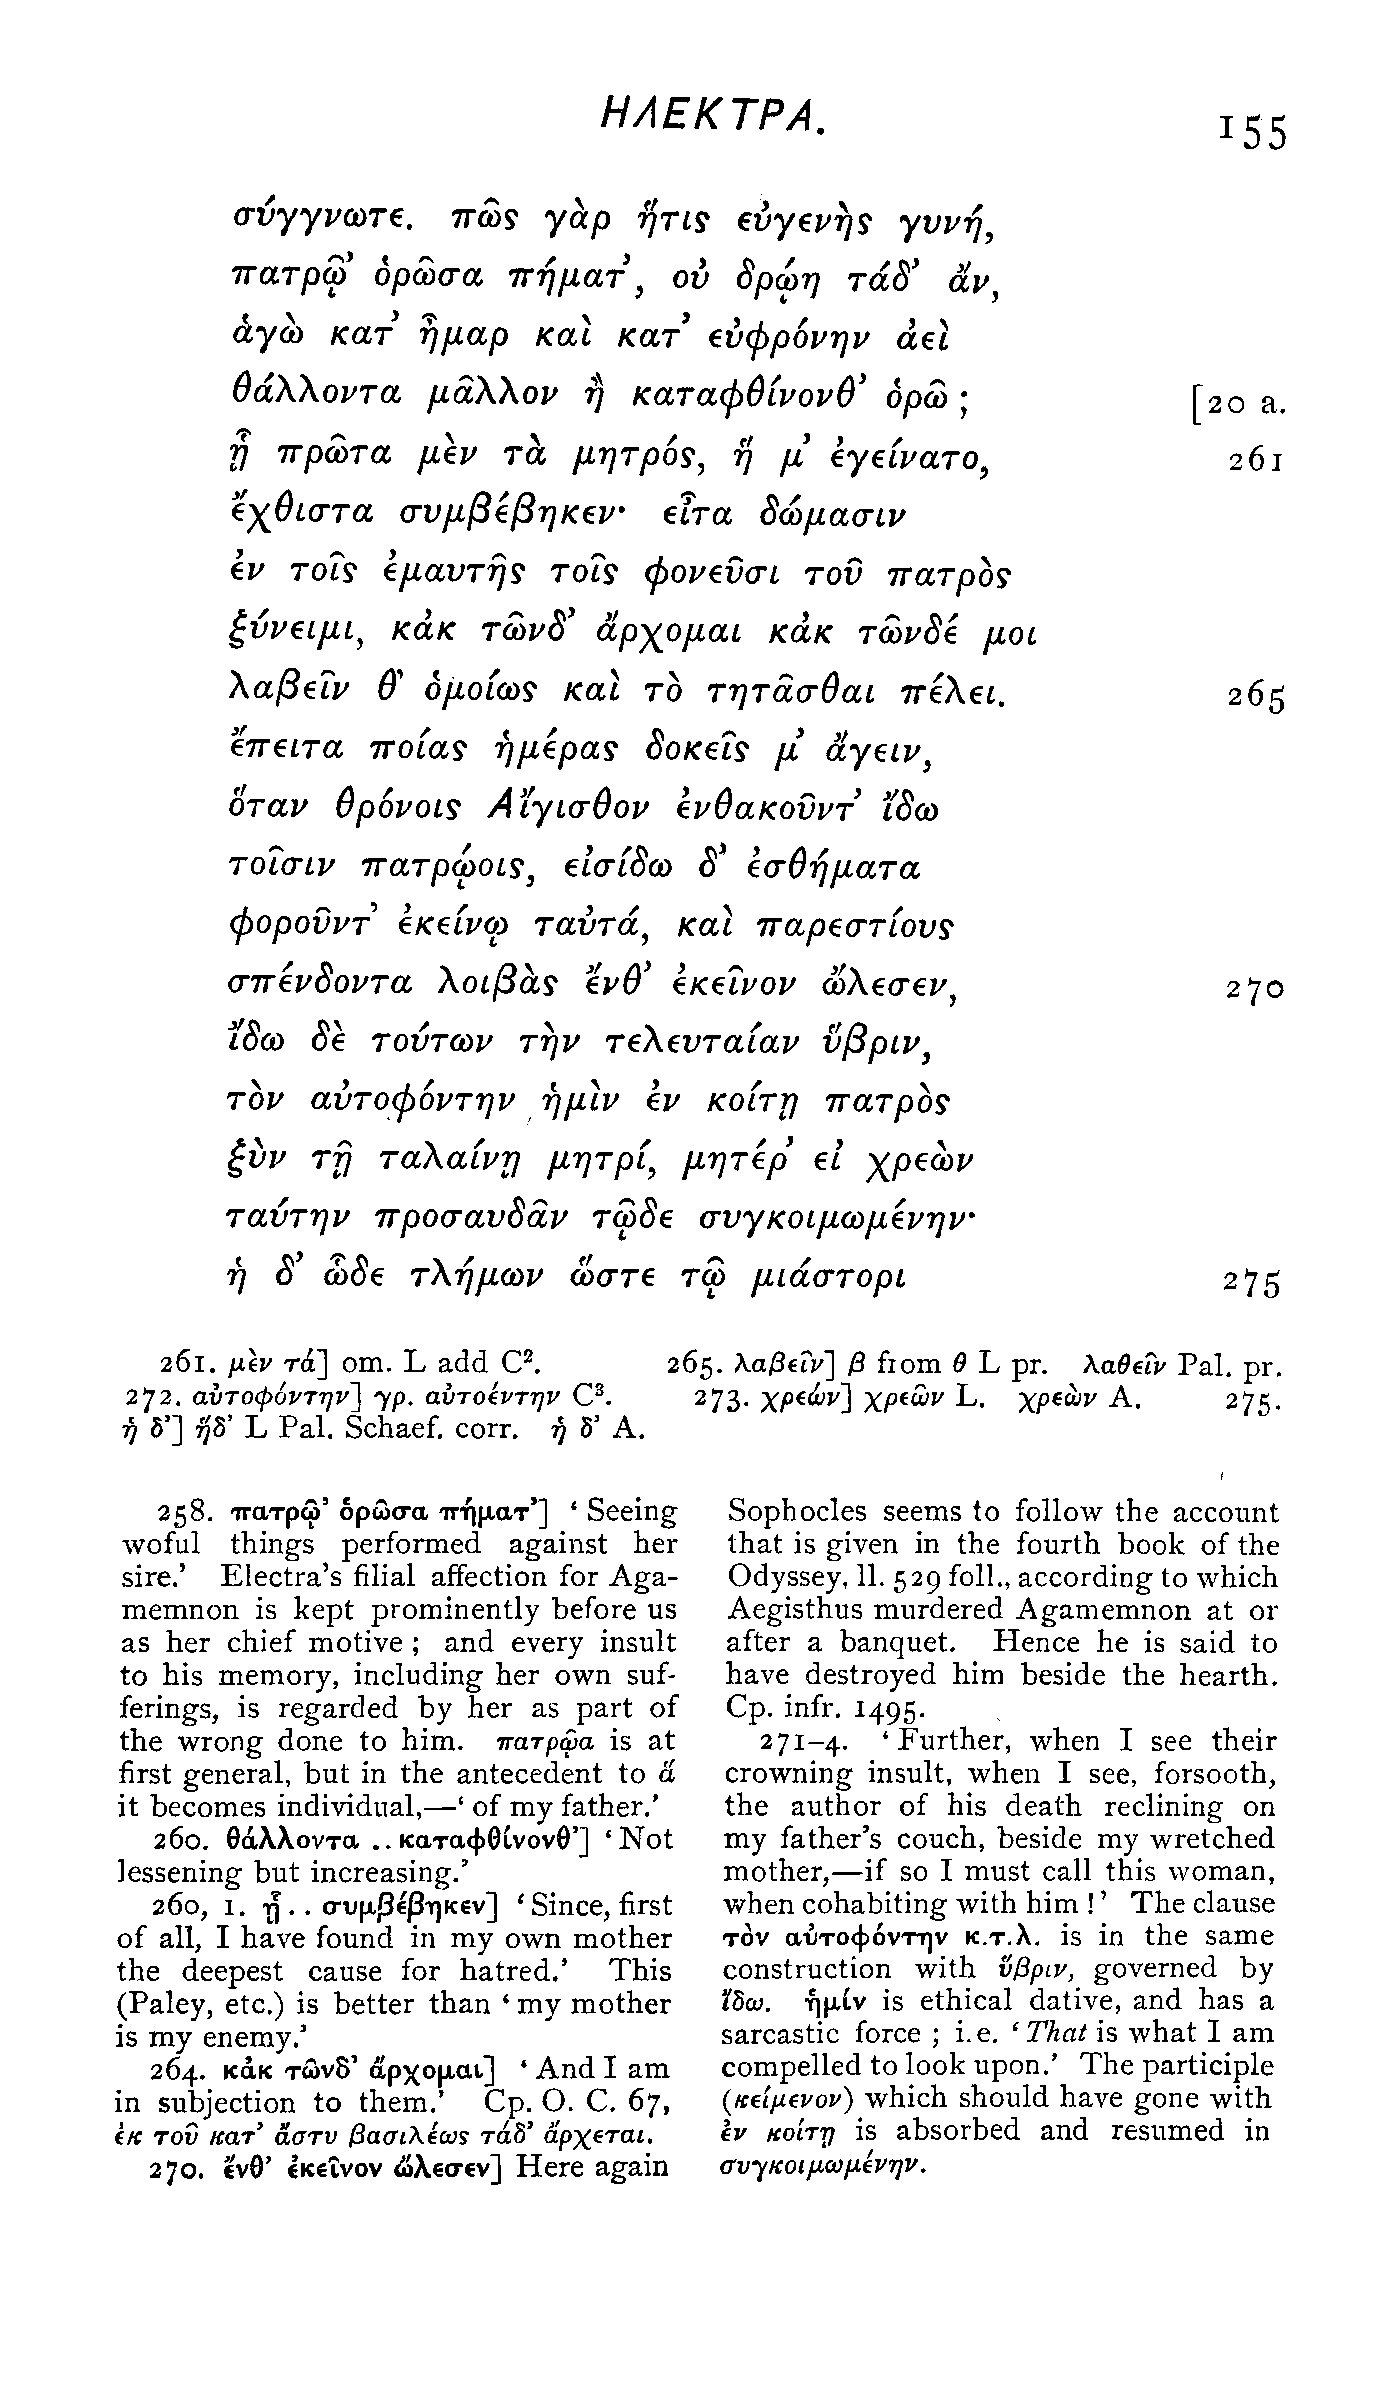 ΗΛΕΚΤΡΑ.
155
σύγγνωτε. πῶς γὰρ ἥτις εὐγενὴς γυνή,
πατρῷ' ὁρῶσα πήματ', οὐ δρῴη τάδ' ἄν,
ἁγὼ κατ' ἦμαρ καὶ κατ' εὐφρόνην ἀεὶ
θάλλοντα μᾶλλον ἢ καταφθίνονθ' ὁρῶ; [20 a.
ᾗ πρῶτα μὲν τὰ μητρός, ἥ μ' ἐγείνατο, 261
ἔχθιστα συμβέβηκεν· εἶτα δώμασιν
ἐν τοῖς ἐμαυτῆς τοῖς φονεῦσι τοῦ πατρὸς
ξύνειμι, κἀκ τῶνδ' ἄρχομαι κἀκ τῶνδέ μοι
λαβεῖν θ' ὁμοίως καὶ τὸ τητᾶσθαι πέλει. 265
ἔπειτα ποίας ἡμέρας δοκεῖς μ' ἄγειν,
ὅταν θρόνοις Αἴγισθον ἐνθακοῦντ' ἴδω
τοῖσιν πατρῴοις, εἰσίδω δ' ἐσθήματα
φοροῦντ' ἐκείνῳ ταὐτά, καὶ παρεστίους
σπένδοντα λοιβὰς ἔνθ' ἐκεῖνον ὤλεσεν, 270
ἴδω δὲ τούτων τὴν τελευταίαν ὕβριν,
τὸν αὐτοφόντην ἡμὶν ἐν κοίτῃ πατρὸς
ξὺν τῇ ταλαίνῃ μητρί, μητέρ' εἰ χρεὼν
ταύτην προσαυδᾶν τῷδε συγκοιμωμένην·
ἡ δ' ὧδε τλήμων ὥστε τῷ μιάστορι 275
261. μὲν τά] om. L add C². 265. λαβεῖν] β from θ L pr. λαθεῖν Pal. pr.
272. αὐτοφόντην] γρ. αὐτοέντην C³. 273. χρεών] χρεῶν L. χρεὼν A. 275.
ἡ δ'] ἥδ' L Pal. Schaef. corr. ἡ δ' A.
258. πατρῷ' ὁρῶσα πήματ'] 'Seeing
woful things performed against her
sire.' Electra's filial affection for Aga-
memnon is kept prominently before us
as her chief motive; and every insult
to his memory, including her own suf-
ferings, is regarded by her as part of
the wrong done to him. πατρῷα is at
first general, but in the antecedent to ἅ
it becomes individual,—'of my father.'
260. θάλλοντα .. καταφθίνονθ'] 'Not
lessening but increasing.'
260, 1. ᾗ .. συμβέβηκεν] 'Since, first
of all, I have found in my own mother
the deepest cause for hatred.' This
(Paley, etc.) is better than 'my mother
is my enemy.'
264. κἀκ τῶνδ' ἄρχομαι] 'And I am
in subjection to them.' Cp. O. C. 67,
ἐκ τοῦ κατ' ἄστυ βασιλέως τάδ' ἄρχεται.
270. ἔνθ' ἐκεῖνον ὤλεσεν] Here again
Sophocles seems to follow the account
that is given in the fourth book of the
Odyssey, ll. 529 foll., according to which
Aegisthus murdered Agamemnon at or
after a banquet. Hence he is said to
have destroyed him beside the hearth.
Cp. infr. 1495.
271-4. 'Further, when I see their
crowning insult, when I see, forsooth,
the author of his death reclining on
my father's couch, beside my wretched
mother,—if so I must call this woman,
when cohabiting with him!' The clause
τὸν αὐτοφόντην κ.τ.λ. is in the same
construction with ὕβριν, governed by
ἴδω. ἡμίν is ethical dative, and has a
sarcastic force; i.e. 'That is what I am
compelled to look upon.' The participle
(κείμενον) which should have gone with
ἐν κοίτῃ is absorbed and resumed in
συγκοιμωμένην.